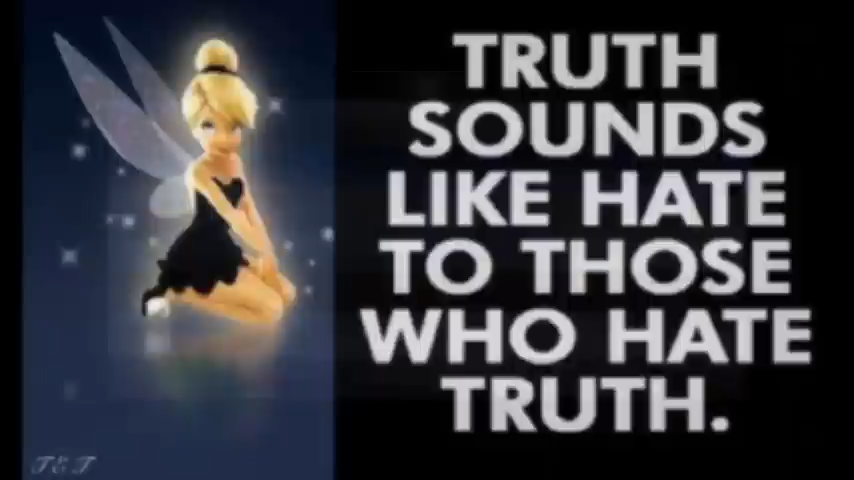 TRUTH
SOUNDS
LIKE HATE
TO THOSE
WHO HATE
TRUTH.
T&T